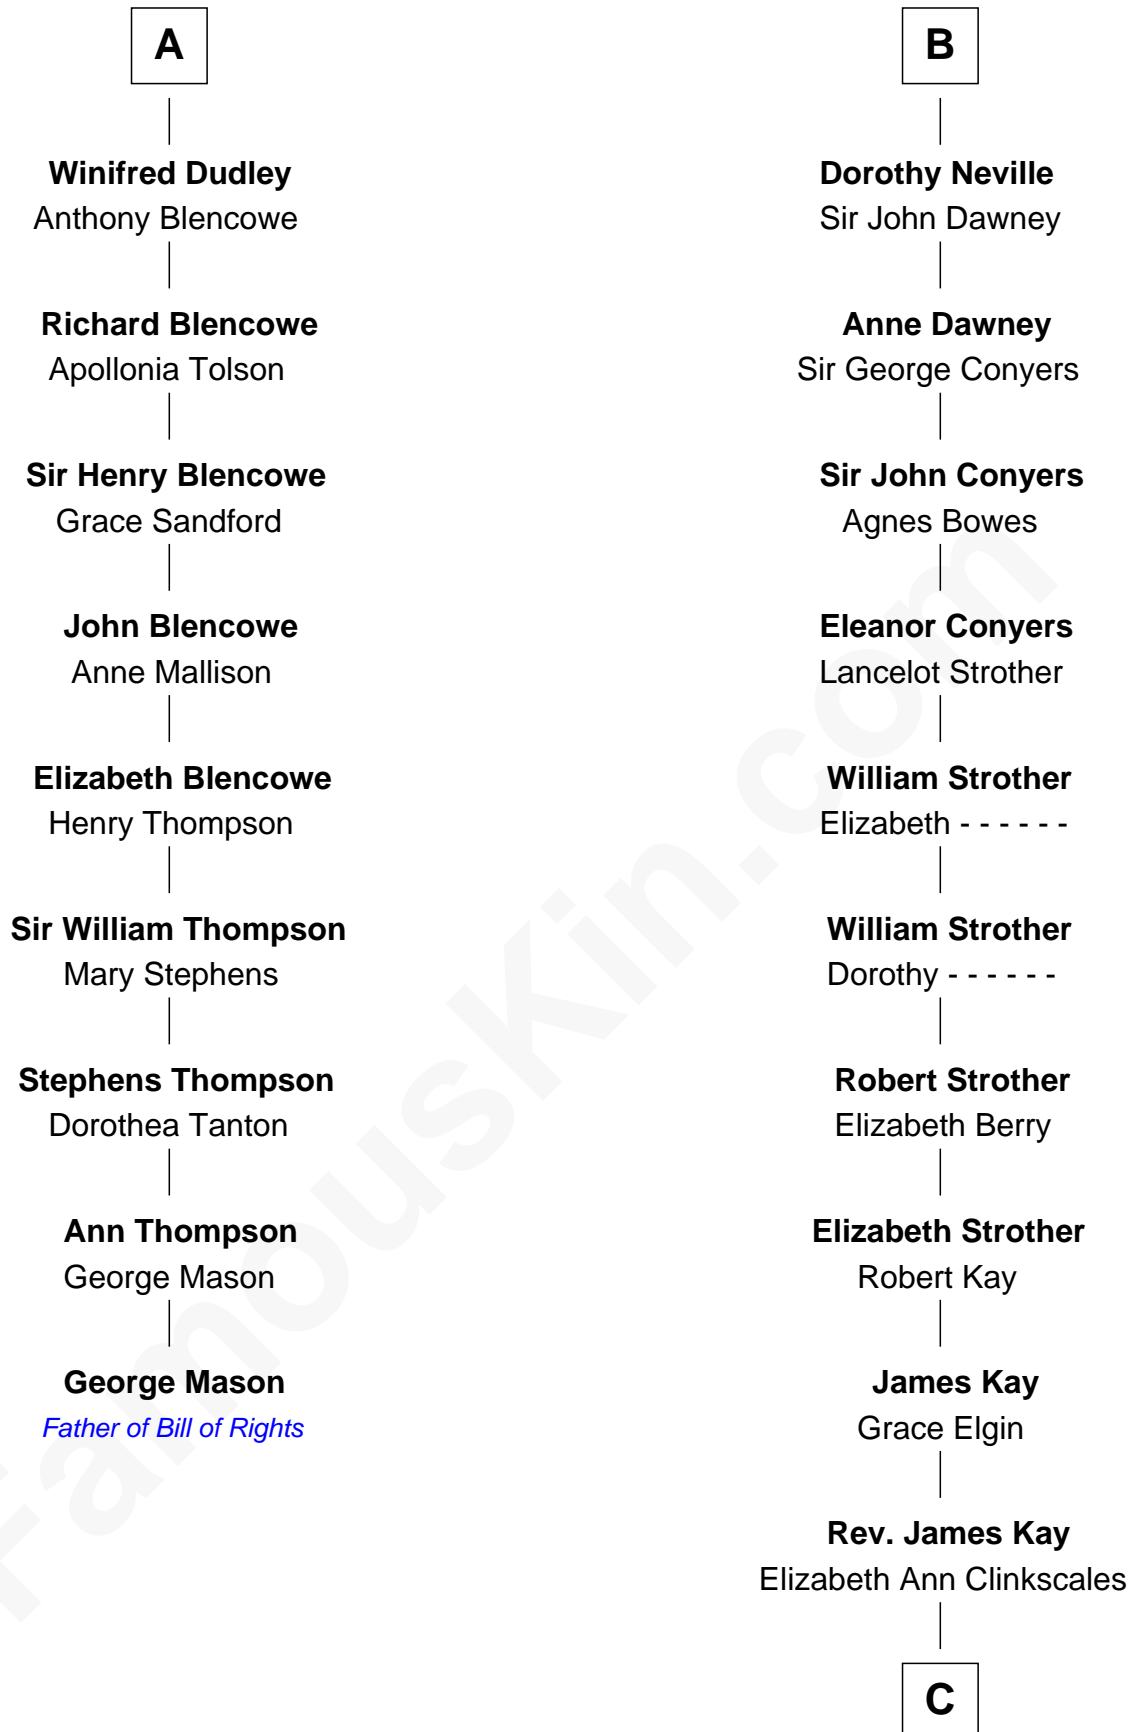 A
Winifred Dudley
Anthony Blencowe
Richard Blencowe
Apollonia Tolson
Sir Henry Blencowe
Grace Sandford
John Blencowe
Anne Mallison
Elizabeth Blencowe
Henry Thompson
Sir William Thompson
Mary Stephens
Stephens Thompson
Dorothea Tanton
Ann Thompson
George Mason
George Mason
Father of Bill of Rights
B
Dorothy Neville
Sir John Dawney
Anne Dawney
Sir George Conyers
Sir John Conyers
Agnes Bowes
Eleanor Conyers
Lancelot Strother
William Strother
Elizabeth - - - - - -
William Strother
Dorothy - - - - - -
Robert Strother
Elizabeth Berry
Elizabeth Strother
Robert Kay
James Kay
Grace Elgin
Rev. James Kay
Elizabeth Ann Clinkscales
C
FamousKin.com